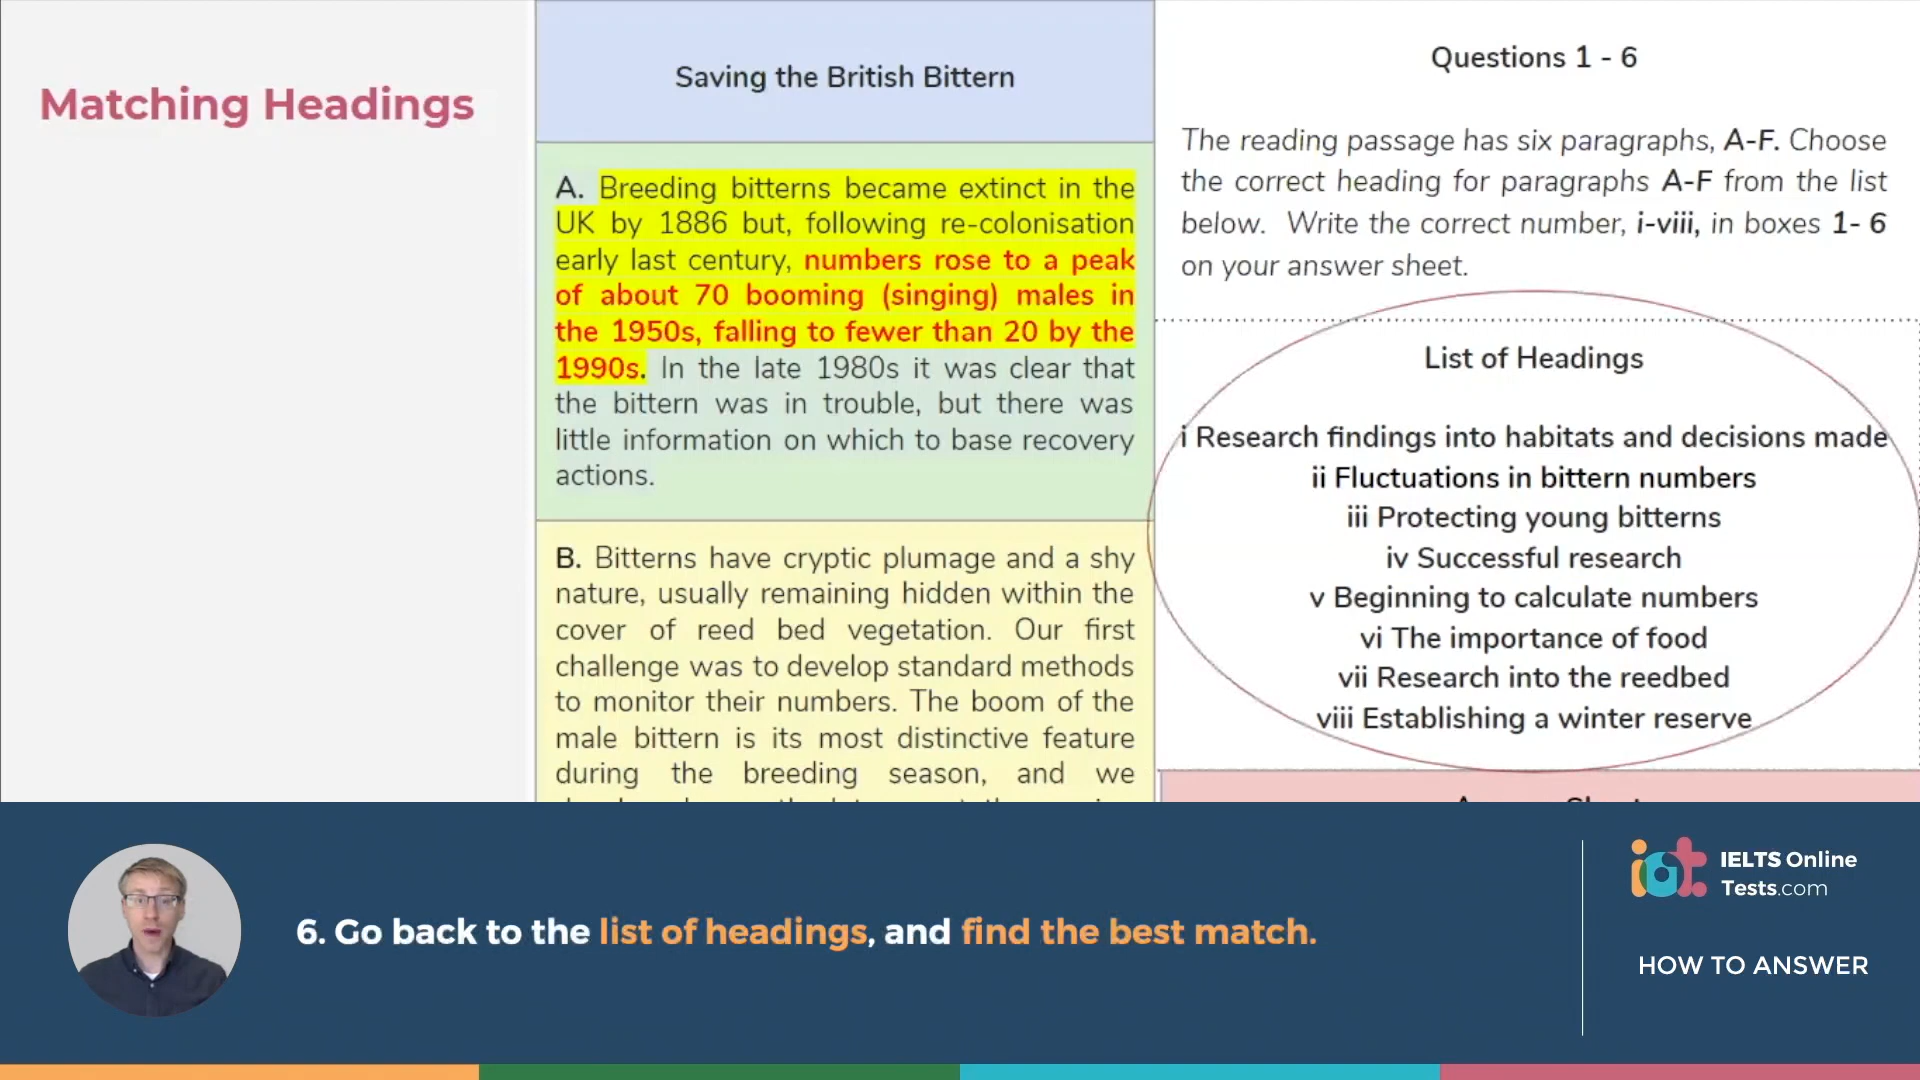 Matching Headings
Saving the British Bittern
A. Breeding bitterns became extinct in the
UK by 1886 but, following re-colonisation
early last century, numbers rose to a peak
of about 70 booming (singing) males in
the 1950s, falling to fewer than 20 by the
1990s. In the late 1980s it was clear that
the bittern was in trouble, but there was
little information on which to base recovery
actions.
B. Bitterns have cryptic plumage and a shy
nature, usually remaining hidden within the
cover of reed bed vegetation. Our first
challenge was to develop standard methods
to monitor their numbers. The boom of the
male bittern is its most distinctive feature
during the breeding season, and we
Questions 1 - 6
The reading passage has six paragraphs, A-F. Choose
the correct heading for paragraphs A-F from the list
below. Write the correct number, i-viii, in boxes 1- 6
on your answer sheet.
List of Headings
i Research findings into habitats and decisions made
ii Fluctuations in bittern numbers
iii Protecting young bitterns
iv Successful research
v Beginning to calculate numbers
vi The importance of food
vii Research into the reedbed
viii Establishing a winter reserve
6. Go back to the list of headings, and find the best match.
iot IELTS Online
Tests.com
HOW TO ANSWER